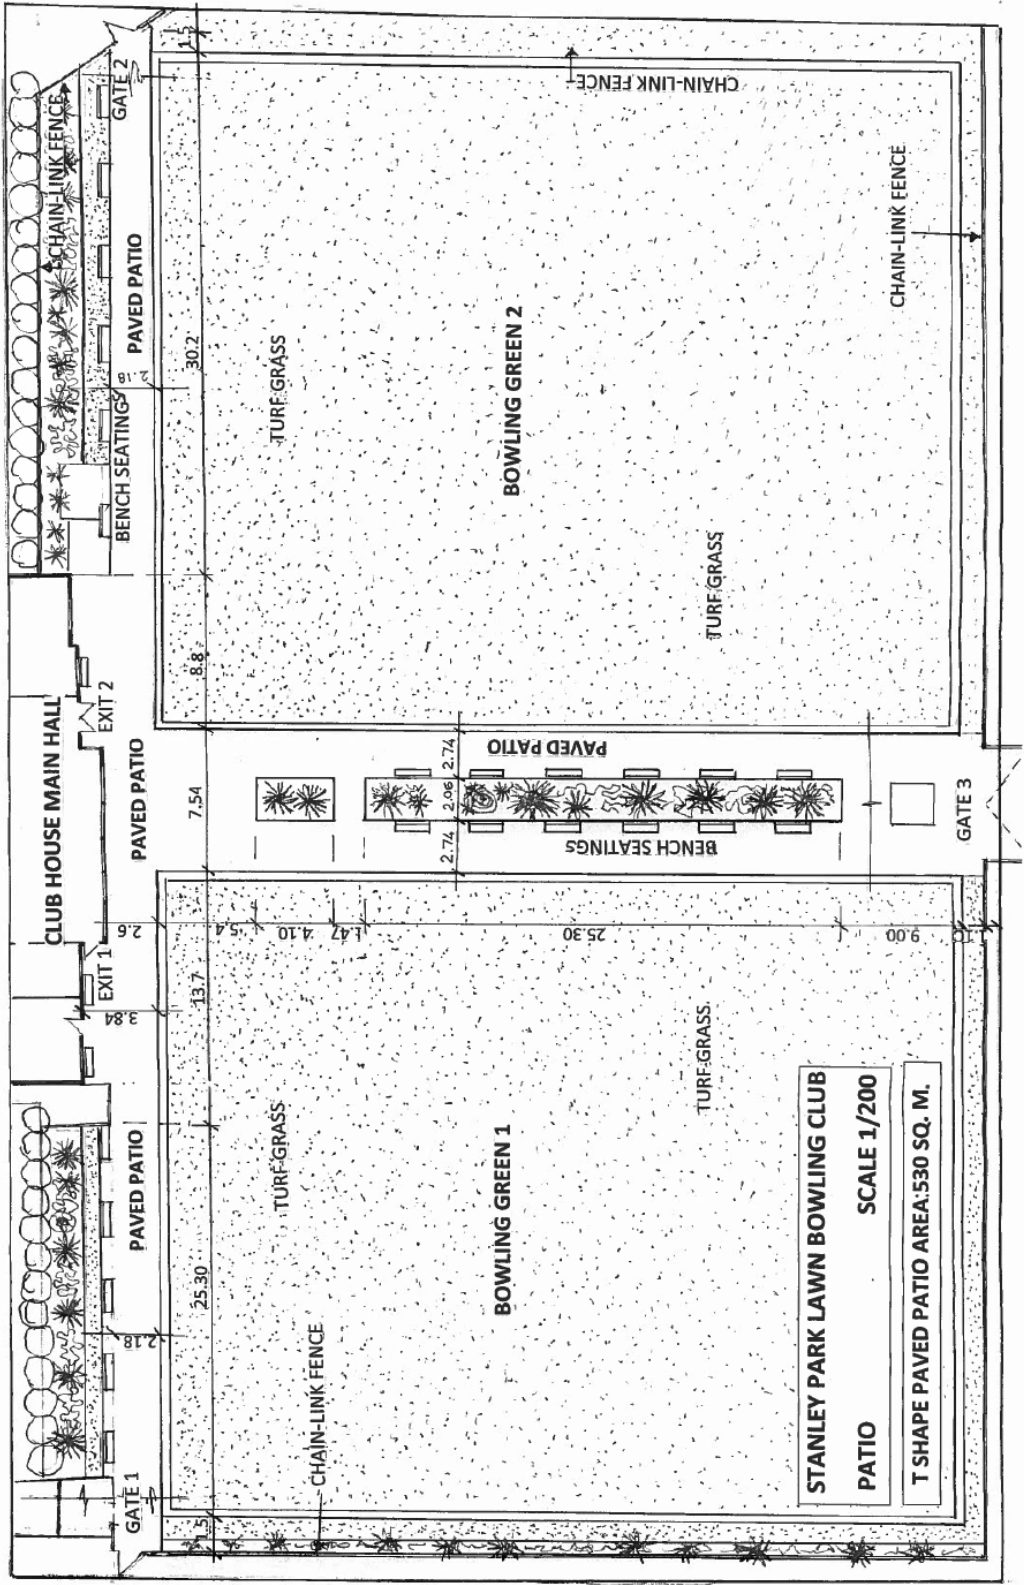 CLUB HOUSE MAIN HALL
EXIT 1
EXIT 2
GATE 1
GATE 2
GATE 3
CHAIN-LINK FENCE
BENCH SEATING
PAVED PATIO
PAVED PATIO
PAVED PATIO
2.18
2.18
3.84
2.6
1.5
25.30
13.7
7.54
8.8
30.2
1.5
TURF GRASS
TURF GRASS
CHAIN-LINK FENCE
BOWLING GREEN 1
BOWLING GREEN 2
5.4
4.10
1.47
25.30
9.00
2.74
2.06
2.74
PAVED PATIO
BENCH SEATINGS
CHAIN-LINK FENCE
TURF GRASS
TURF GRASS
CHAIN-LINK FENCE
STANLEY PARK LAWN BOWLING CLUB
PATIO SCALE 1/200
T SHAPE PAVED PATIO AREA:530 SQ. M.